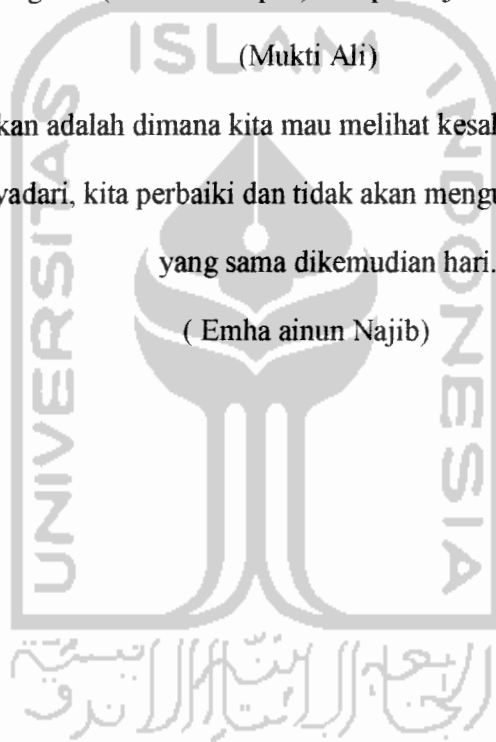 (Mukti Ali)
kan adalah dimana kita mau melihat kesal
yadari, kita perbaiki dan tidak akan mengu
yang sama dikemudian hari.
( Emha ainun Najib)
ISLAM
UNIVERSITAS
INDONESIA